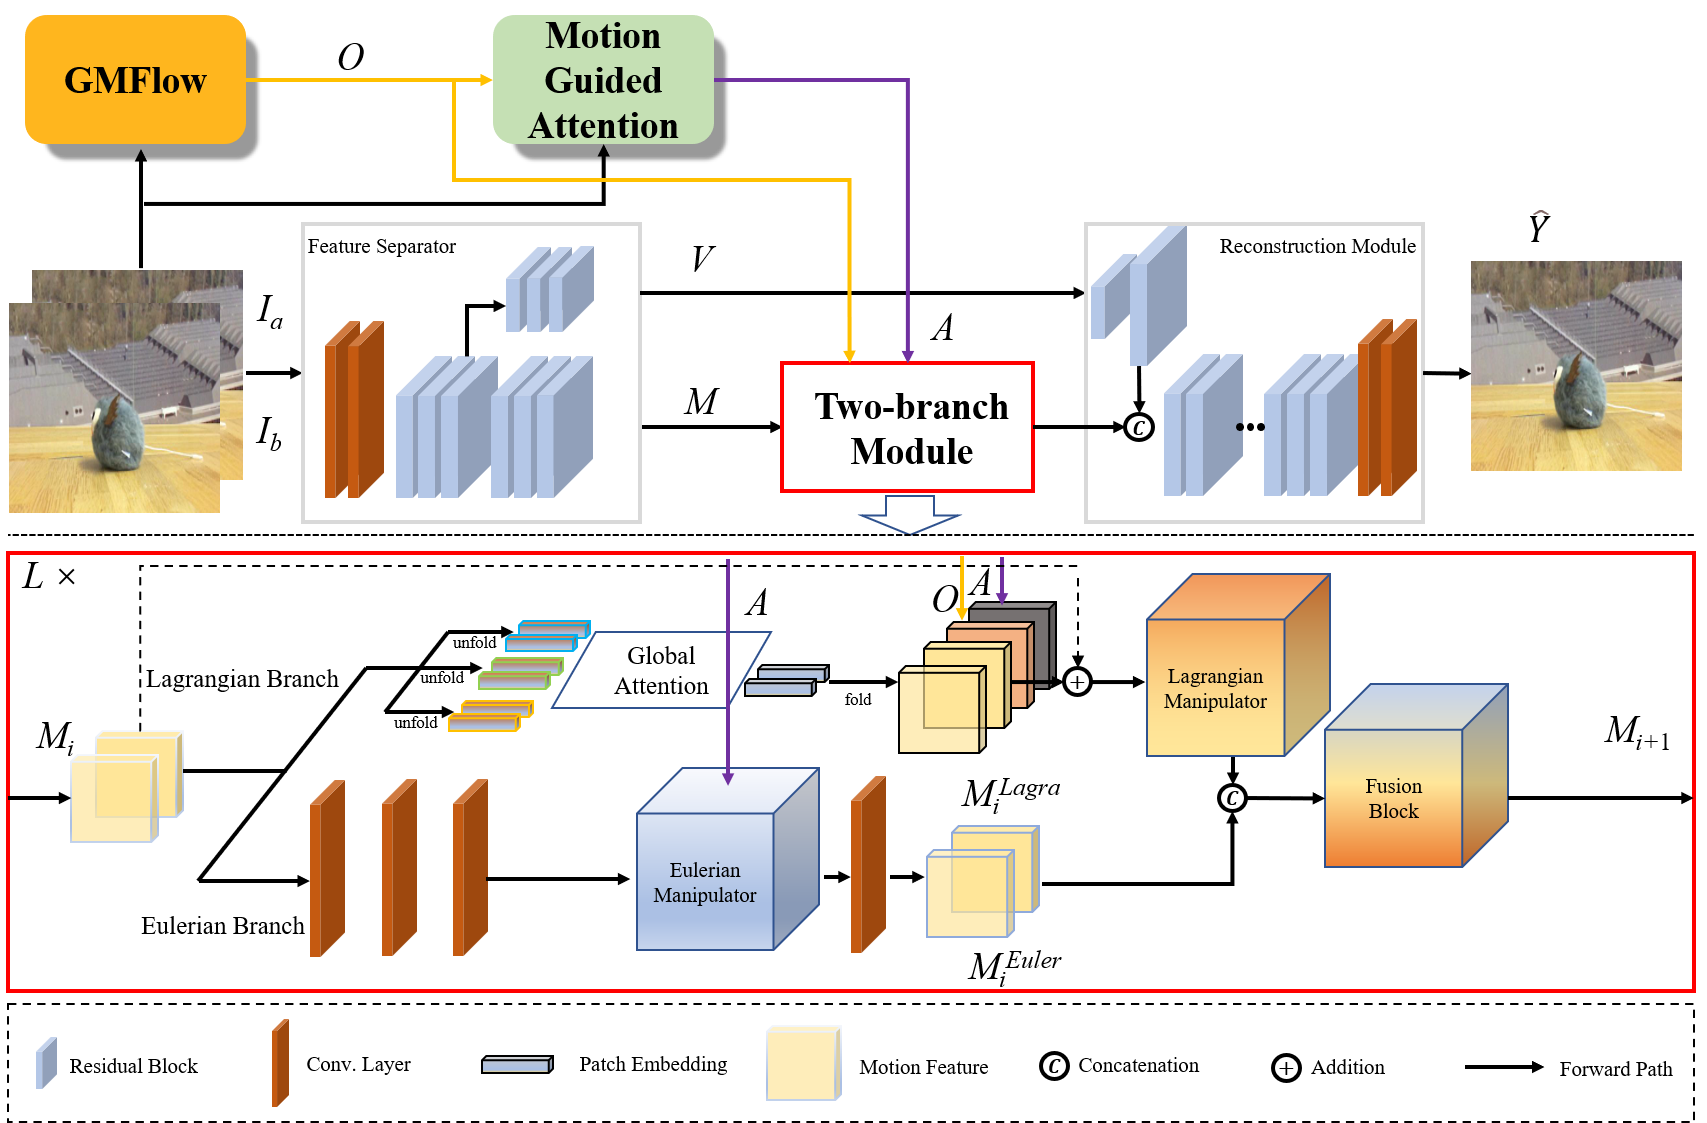 GMFlow
O
Motion
Guided
Attention
Feature Separator
V
Reconstruction Module
Ŷ
I_a
A
I_b
M
Two-branch
Module
C
L ×
A
O
A
unfold
unfold
unfold
Global
Attention
fold
+
Lagrangian
Manipulator
Lagrangian Branch
M_i
M_{i+1}
M_i^{Lagra}
C
Fusion
Block
Eulerian
Manipulator
Eulerian Branch
M_i^{Euler}
Residual Block
Conv. Layer
Patch Embedding
Motion Feature
C
Concatenation
+
Addition
Forward Path